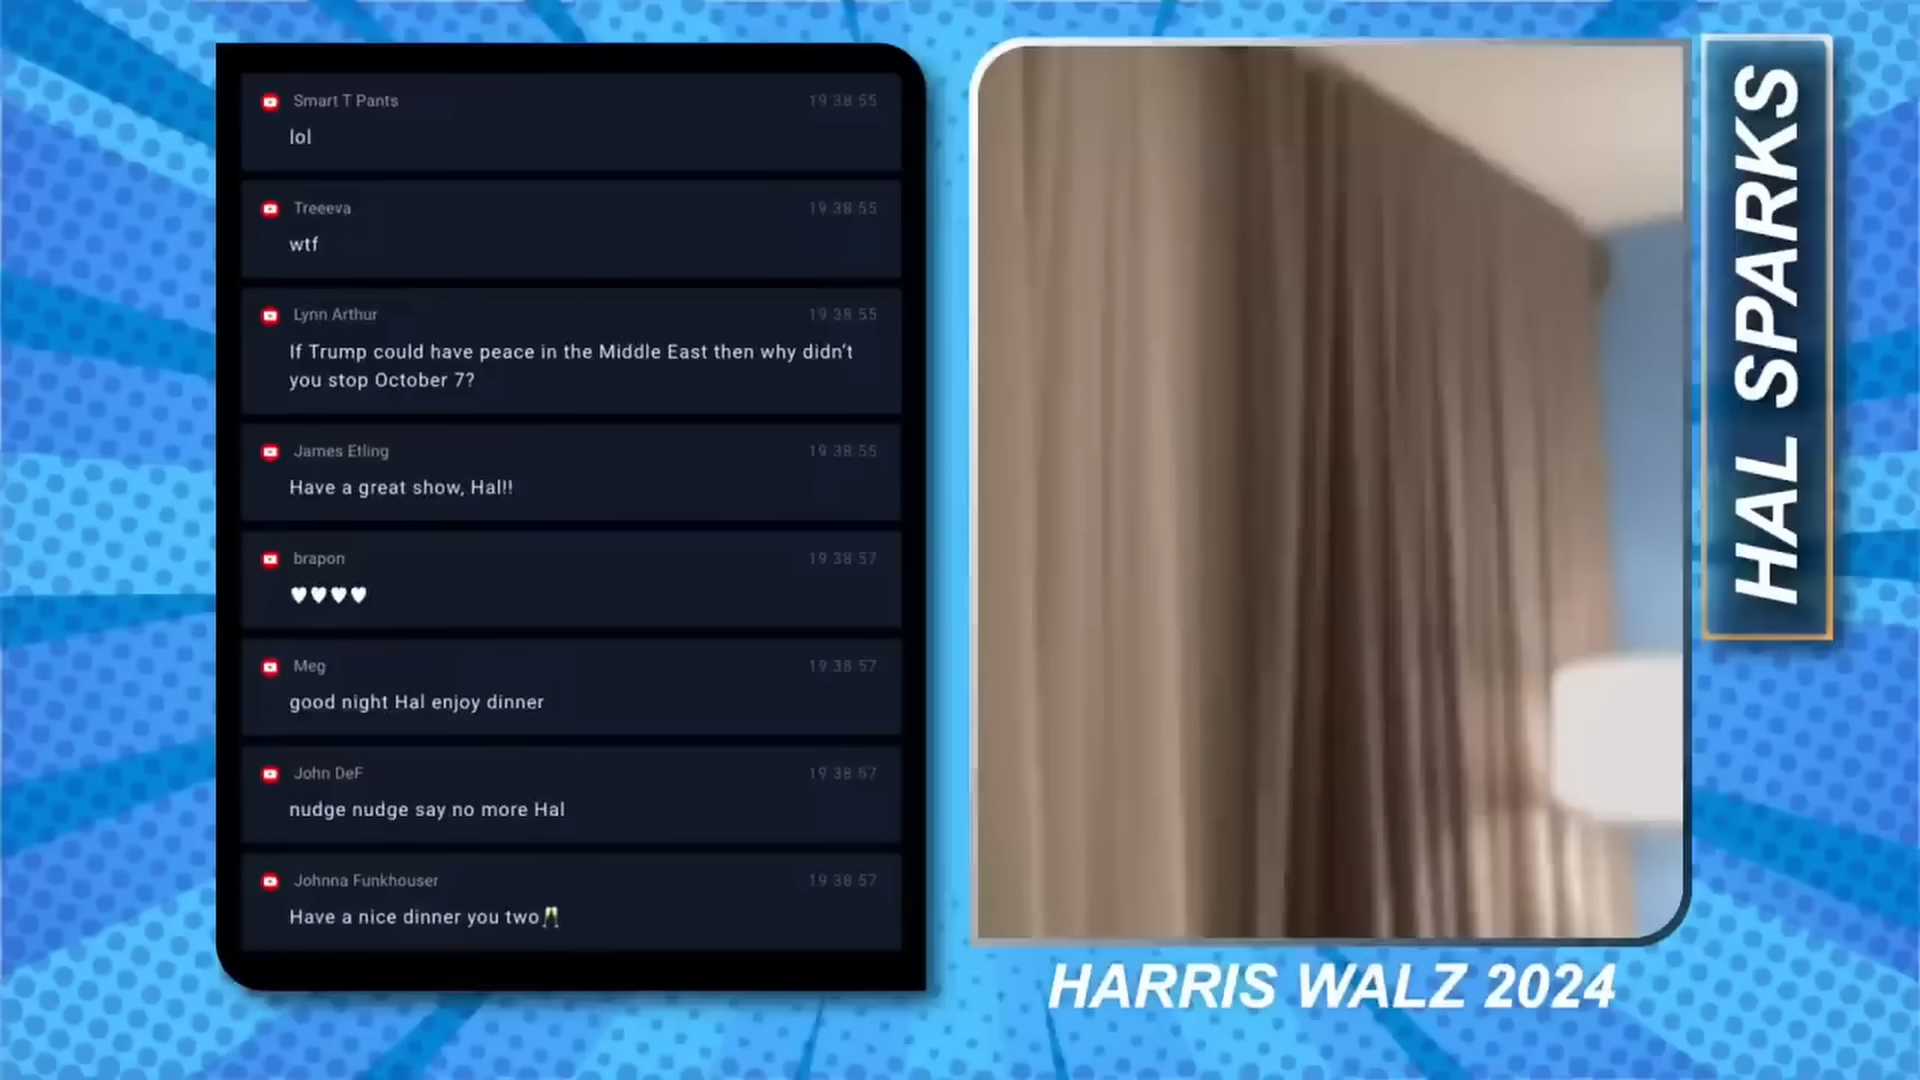 Smart T Pants 19 38 55
lol
Treeeva 19 38 55
wtf
Lynn Arthur 19 38 55
If Trump could have peace in the Middle East then why didn't
you stop October 7?
James Etling 19 38 55
Have a great show, Hal!!
brapon 19 38 57
🤍🤍🤍🤍
Meg 19 38 57
good night Hal enjoy dinner
John DeF 19 38 57
nudge nudge say no more Hal
Johnna Funkhouser 19 38 57
Have a nice dinner you two🥂
HARRIS WALZ 2024
HAL SPARKS